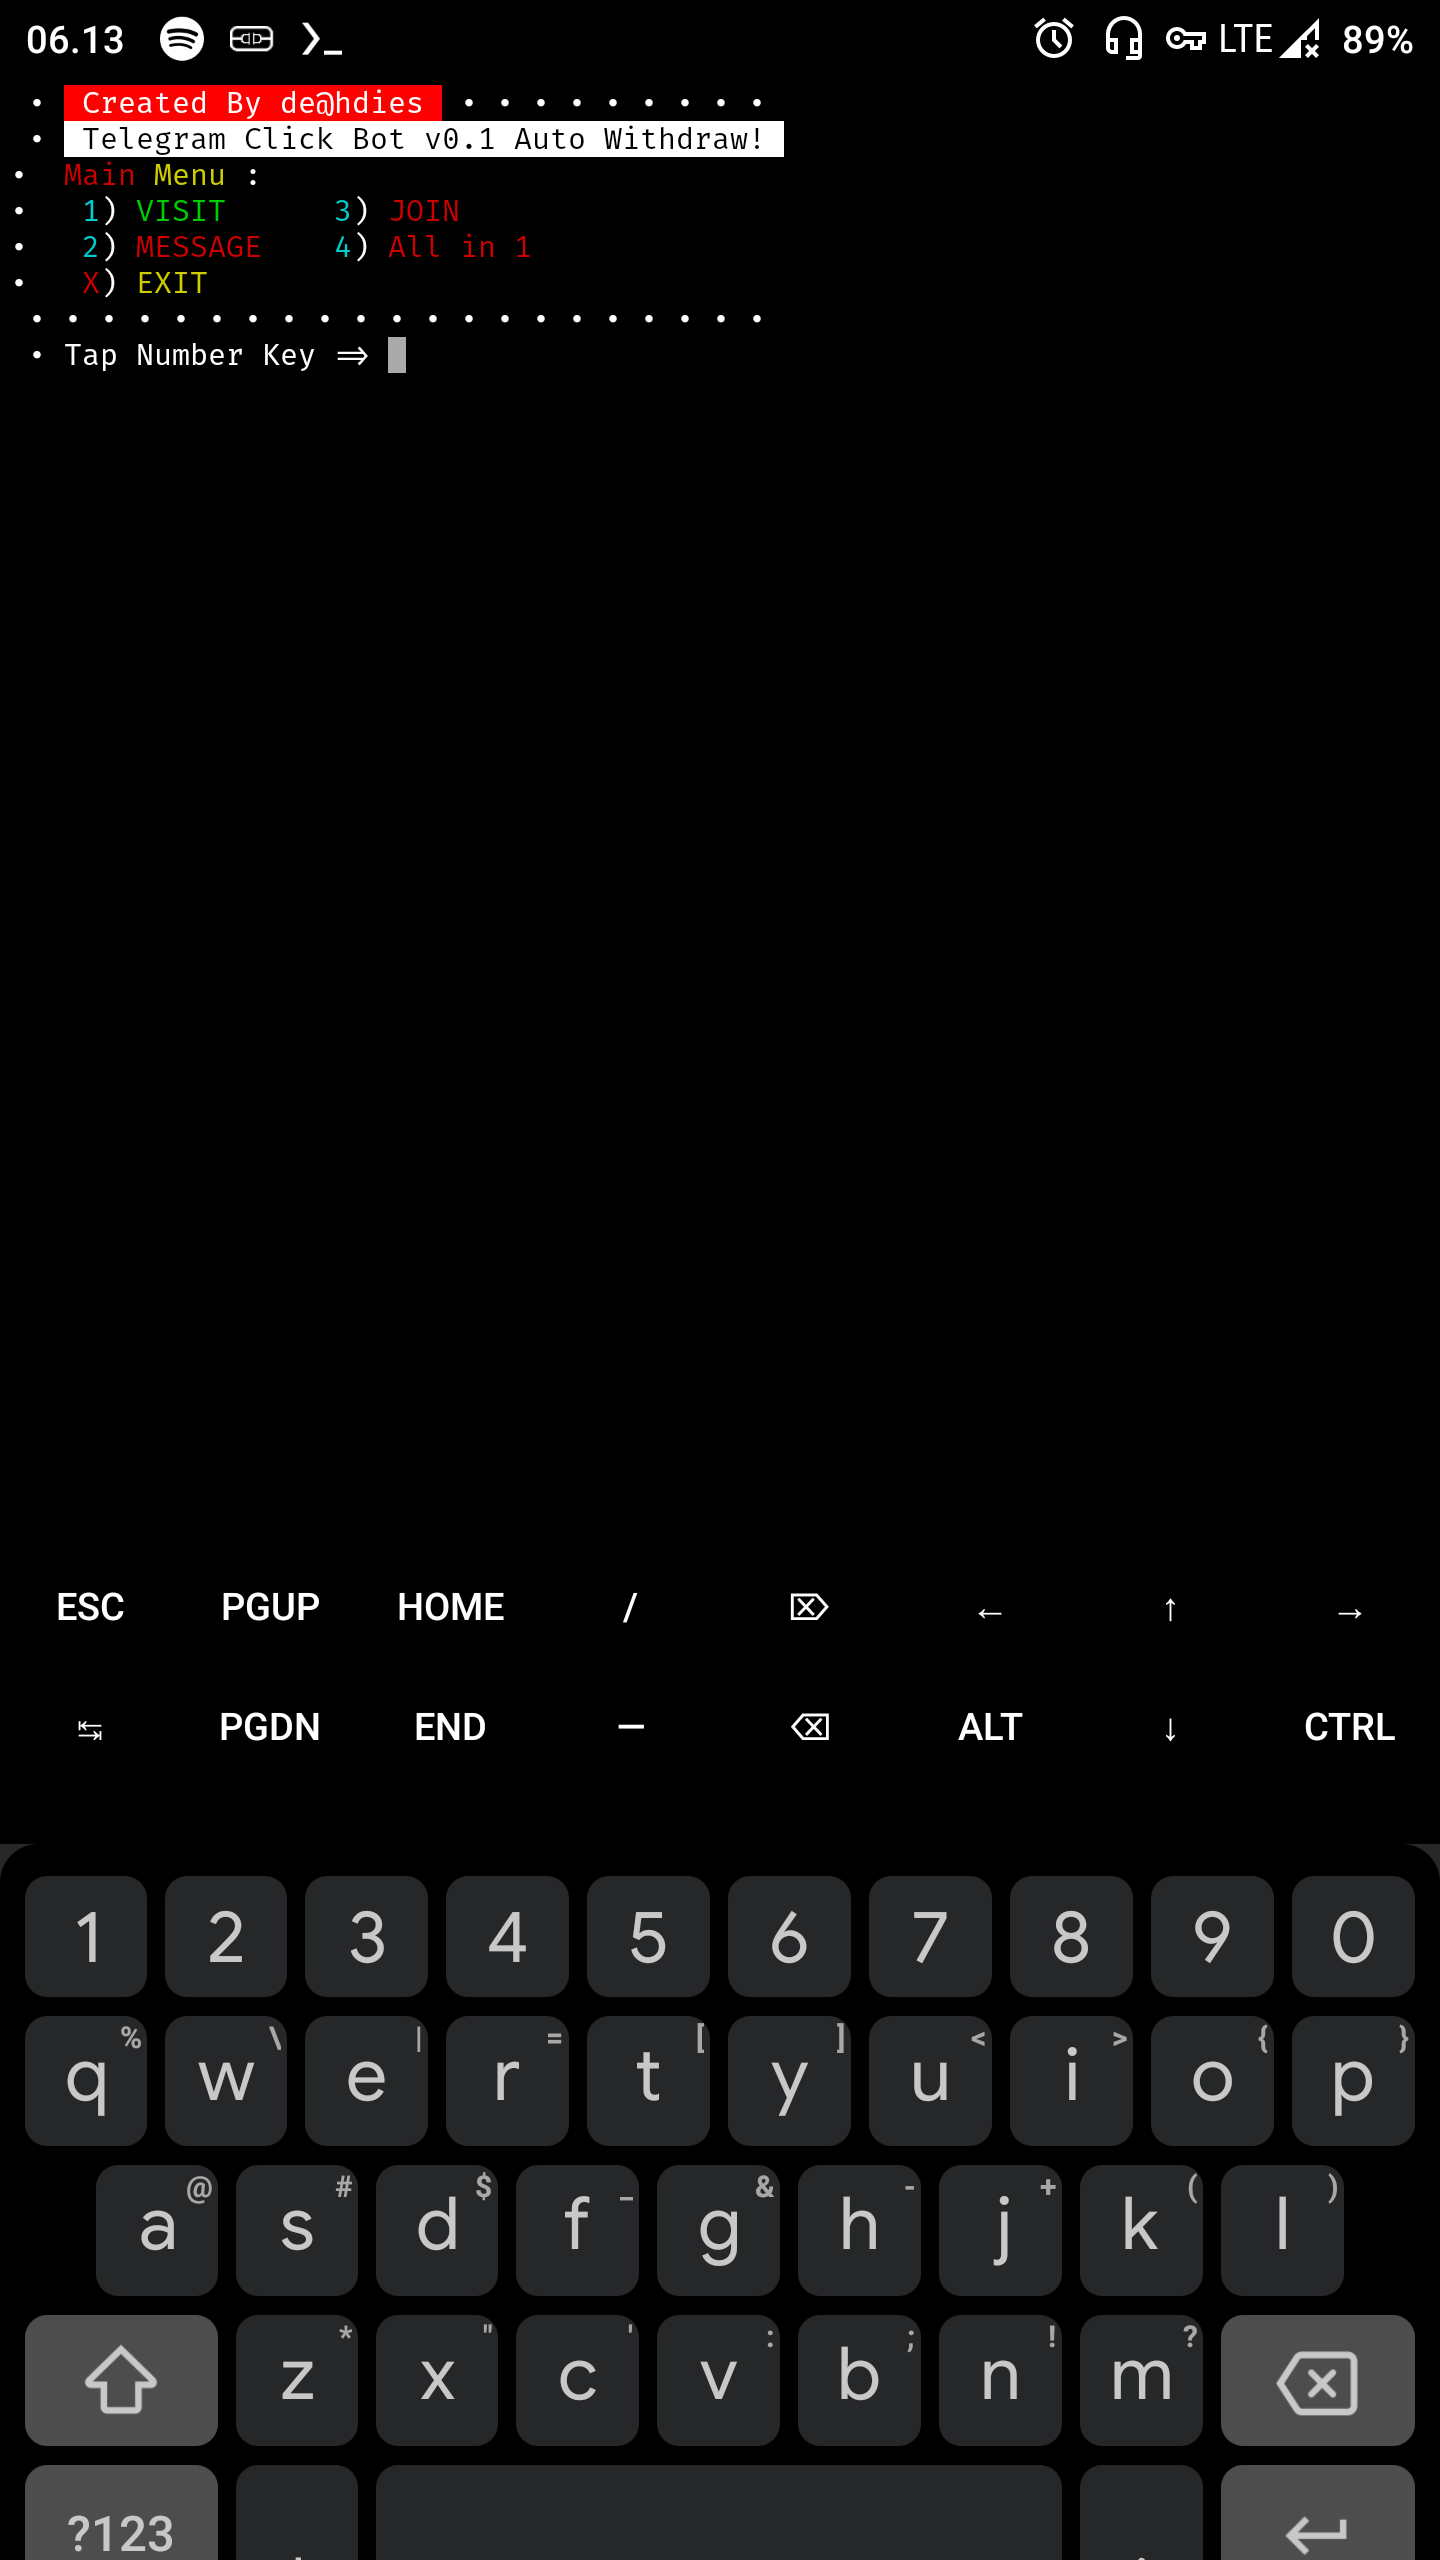 06.13 LTE 89%
• Created By de@hdies • • • • • • • • •
• Telegram Click Bot v0.1 Auto Withdraw!
• Main Menu :
• 1) VISIT 3) JOIN
• 2) MESSAGE 4) All in 1
• X) EXIT
• • • • • • • • • • • • • • • • • • • • •
• Tap Number Key =>
ESC PGUP HOME / ⌦ ← ↑ →
↹ PGDN END — ⌫ ALT ↓ CTRL
1 2 3 4 5 6 7 8 9 0
q % w \ e | r = t [ y ] u < i > o { p }
a @ s # d $ f _ g & h - j + k ( l )
z * x " c ' v : b ; n ! m ?
?123